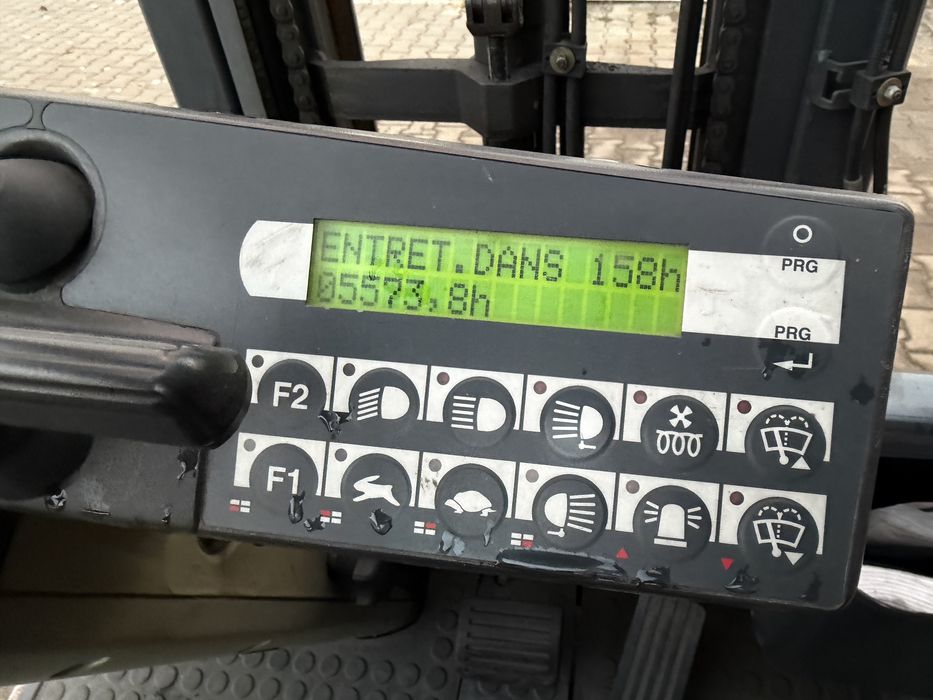 ENTRET.DANS 158h
05573.8h
PRG
PRG
F2
F1